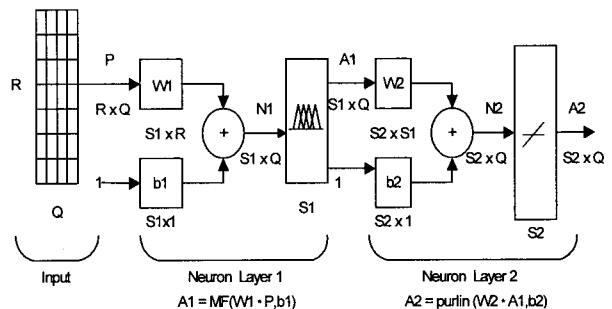 P
A1
W1
W2
R
R x Q
N1
S1 x Q
N2
A2
S1 x R
+
S1 x Q
S2 x S1
+
S2 x Q
S2 x Q
1
b1
1
b2
Q
S1x1
S1
S2 x 1
S2
Input
Neuron Layer 1
Neuron Layer 2
A1 = MF(W1 * P,b1)
A2 = purlin (W2 * A1,b2)